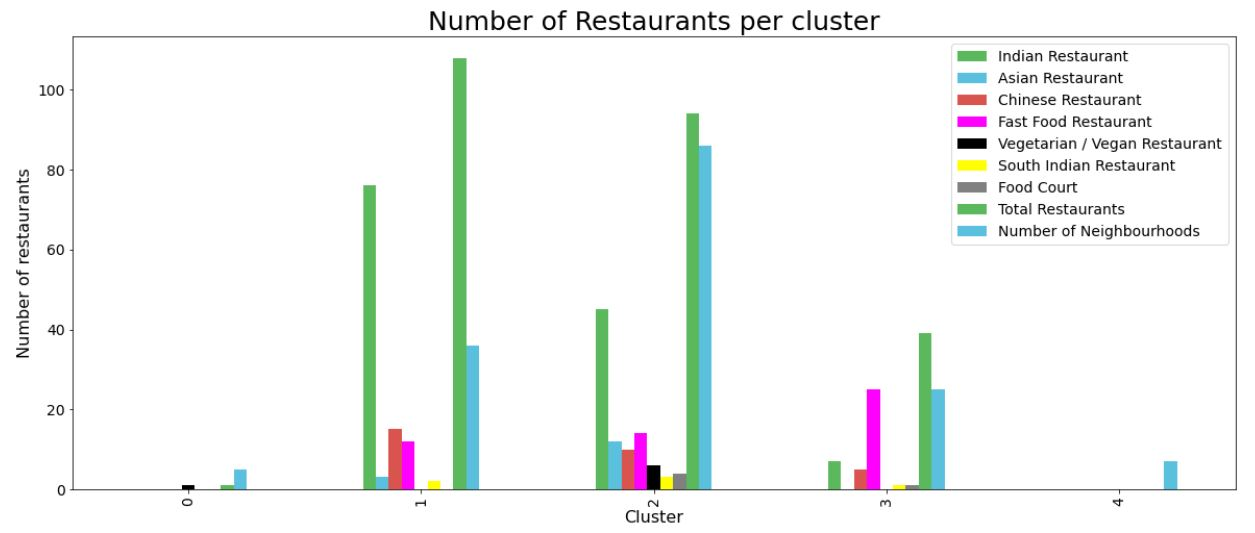 Number of Restaurants per cluster
Number of restaurants
100
80
60
40
20
0
Indian Restaurant
Asian Restaurant
Chinese Restaurant
Fast Food Restaurant
Vegetarian / Vegan Restaurant
South Indian Restaurant
Food Court
Total Restaurants
Number of Neighbourhoods
0
1
2
3
4
Cluster